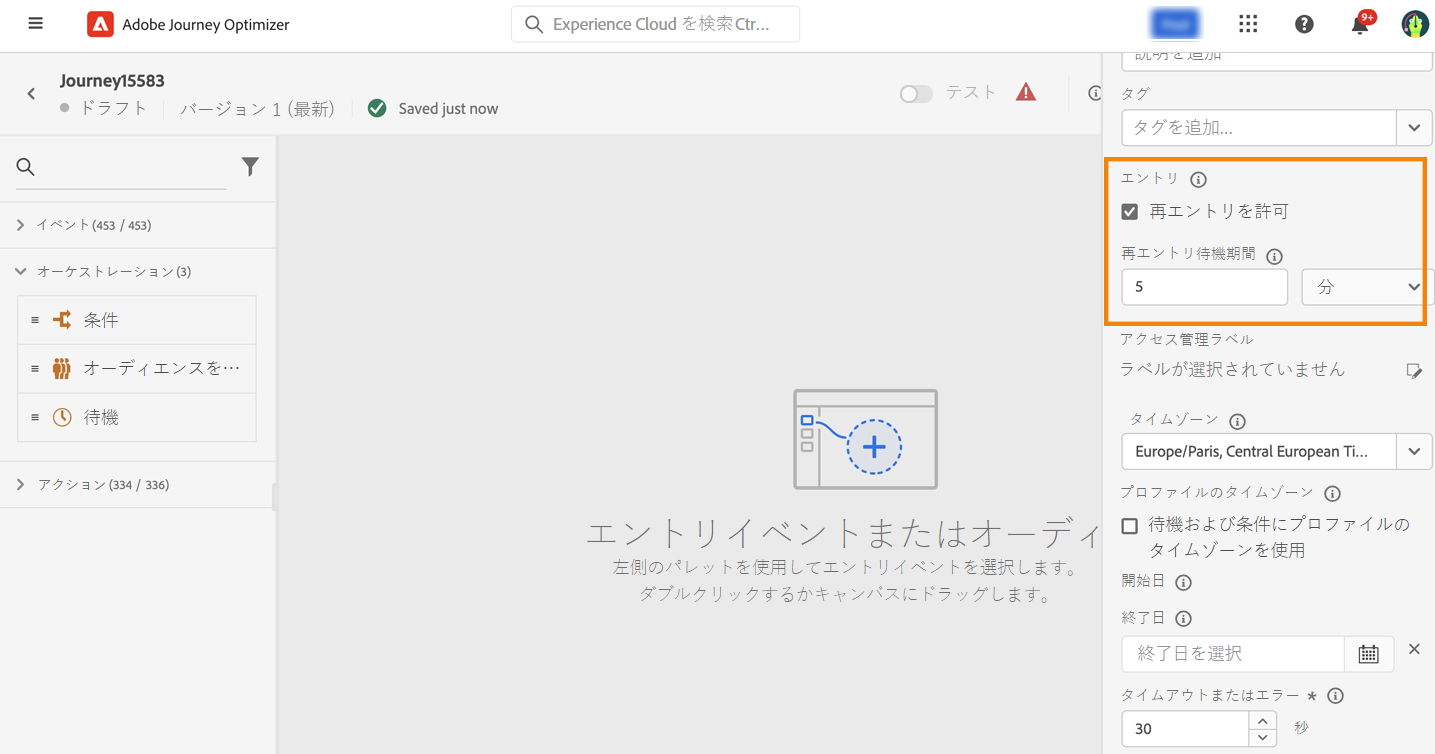 Adobe Journey Optimizer
Experience Cloud を検索Ctr...
9+
Journey15583
ドラフト
バージョン 1 (最新)
Saved just now
テスト
イベント (453 / 453)
オーケストレーション (3)
条件
オーディエンスを…
待機
アクション (334 / 336)
エントリイベントまたはオーディ
左側のパレットを使用してエントリイベントを選択します。
ダブルクリックするかキャンバスにドラッグします。
説明を追加
タグ
タグを追加...
エントリ
再エントリを許可
再エントリ待機期間
5 分
アクセス管理ラベル
ラベルが選択されていません
タイムゾーン
Europe/Paris, Central European Ti...
プロファイルのタイムゾーン
待機および条件にプロファイルの
タイムゾーンを使用
開始日
終了日
終了日を選択
タイムアウトまたはエラー *
30 秒